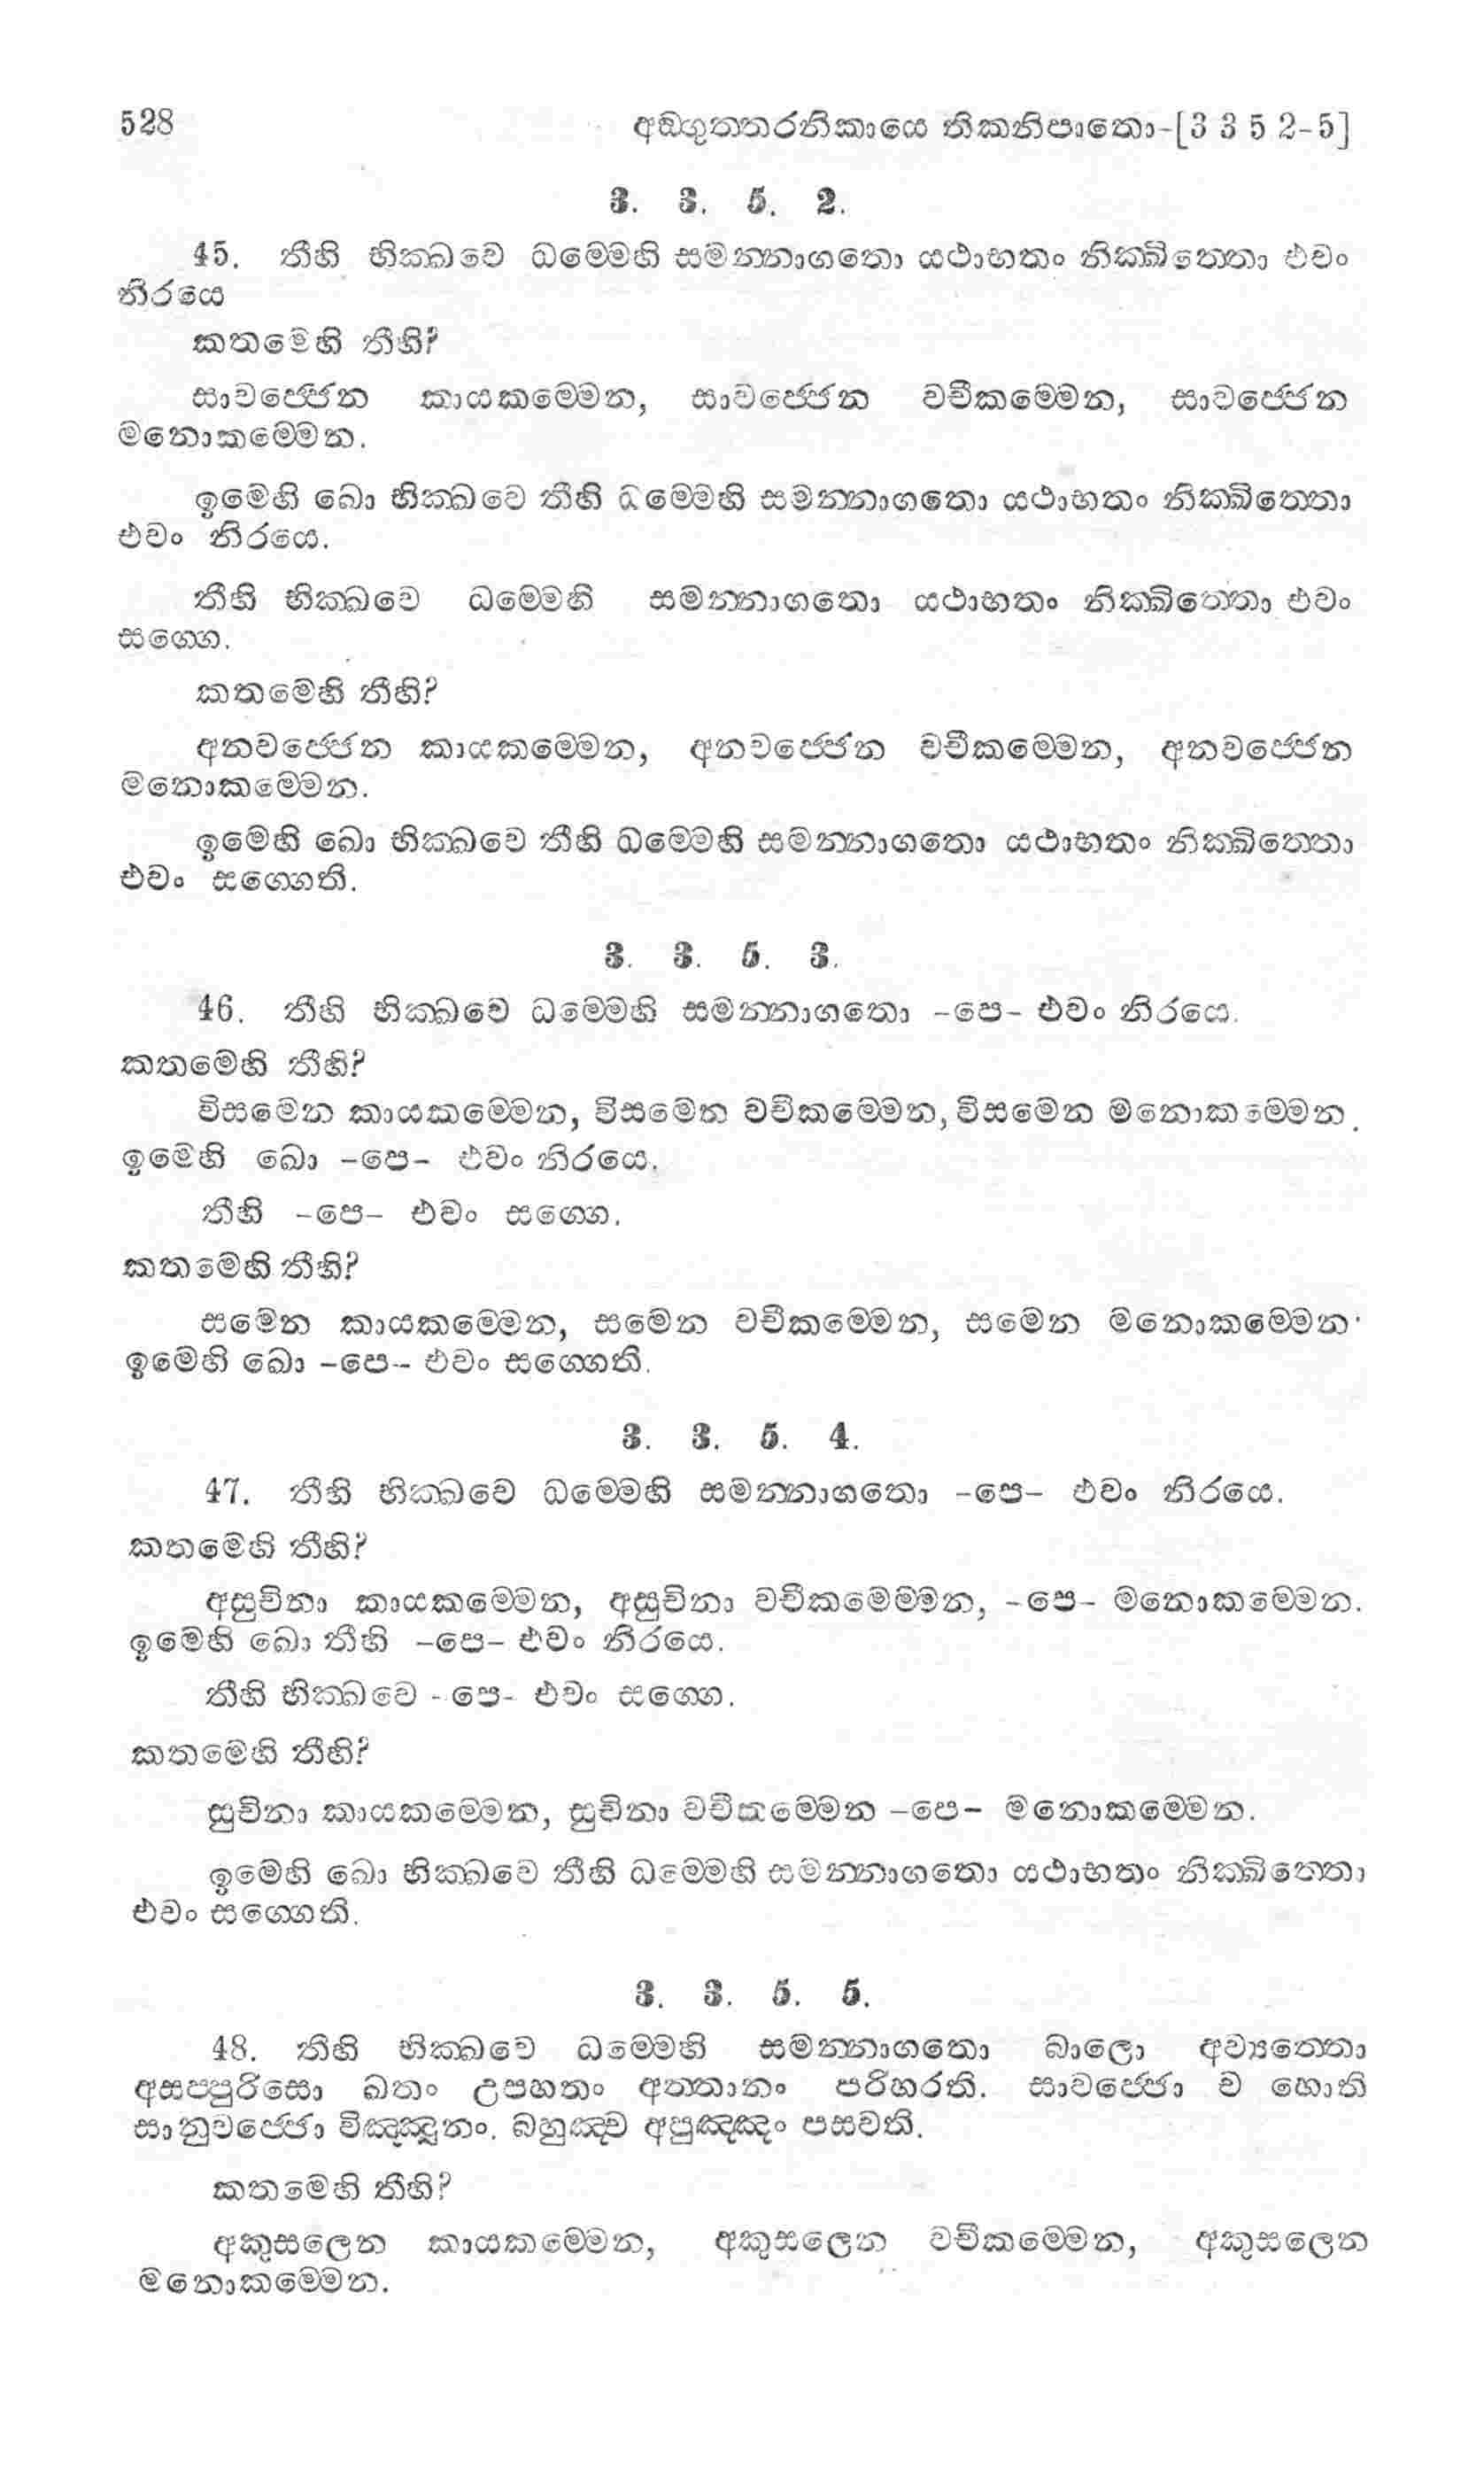 528 අඞ්ගුත්තරනිකායෙ තිකනිපාතො-[3 3 5 2-5]
3. 3. 5. 2.
45. තීහි භික්ඛවෙ ධම්මෙහි සමන්නාගතො යථාභතං නික්ඛිත්තො එවං
නිරයෙ
කතමෙහි තීහි?
සාවජ්ජෙන කායකම්මෙන, සාවජ්ජෙන වචීකම්මෙන, සාවජ්ජෙන
මනොකම්මෙන.
ඉමෙහි ඛො භික්ඛවෙ තීහි ධම්මෙහි සමන්නාගතො යථාභතං නික්ඛිත්තො
එවං නිරයෙ.
තීහි භික්ඛවෙ ධම්මෙහි සමන්නාගතො යථාභතං නික්ඛිත්තො එවං
සග්ගෙ.
කතමෙහි තීහි?
අනවජ්ජෙන කායකම්මෙන, අනවජ්ජෙන වචීකම්මෙන, අනවජ්ජෙන
මනොකම්මෙන.
ඉමෙහි ඛො භික්ඛවෙ තීහි ධම්මෙහි සමන්නාගතො යථාභතං නික්ඛිත්තො
එවං සග්ගෙති.
3. 3. 5. 3.
46. තීහි භික්ඛවෙ ධම්මෙහි සමන්නාගතො -පෙ- එවං නිරයෙ.
කතමෙහි තීහි?
විසමෙන කායකම්මෙන, විසමෙන වචිකම්මෙන, විසමෙන මනොකම්මෙන.
ඉමෙහි ඛො -පෙ- එවං නිරයෙ.
තීහි -පෙ- එවං සග්ගෙ.
කතමෙහි තීහි?
සමෙන කායකම්මෙන, සමෙන වචීකම්මෙන, සමෙන මනොකම්මෙන.
ඉමෙහි ඛො -පෙ- එවං සග්ගෙති.
3. 3. 5. 4.
47. තීහි භික්ඛවෙ ධම්මෙහි සමන්නාගතො -පෙ- එවං නිරයෙ.
කතමෙහි තීහි?
අසුචිනා කායකම්මෙන, අසුචිනා වචීකම්මෙන, -පෙ- මනොකම්මෙන.
ඉමෙහි ඛො තීහි -පෙ- එවං නිරයෙ.
තීහි භික්ඛවෙ -පෙ- එවං සග්ගෙ.
කතමෙහි තීහි?
සුචිනා කායකම්මෙන, සුචිනා වචීකම්මෙන -පෙ- මනොකම්මෙන.
ඉමෙහි ඛො භික්ඛවෙ තීහි ධම්මෙහි සමන්නාගතො යථාභතං නික්ඛිත්තො
එවං සග්ගෙති.
3. 3. 5. 5.
48. තීහි භික්ඛවෙ ධම්මෙහි සමන්නාගතො බාලො අව්‍යත්තො
අසප්පුරිසො ඛතං උපහතං අත්තානං පරිහරති. සාවජ්ජො ච හොති
සානුවජ්ජො විඤ්ඤූනං. බහුඤ්ච අපුඤ්ඤං පසවති.
කතමෙහි තීහි?
අකුසලෙන කායකම්මෙන, අකුසලෙන වචීකම්මෙන, අකුසලෙන
මනොකම්මෙන.